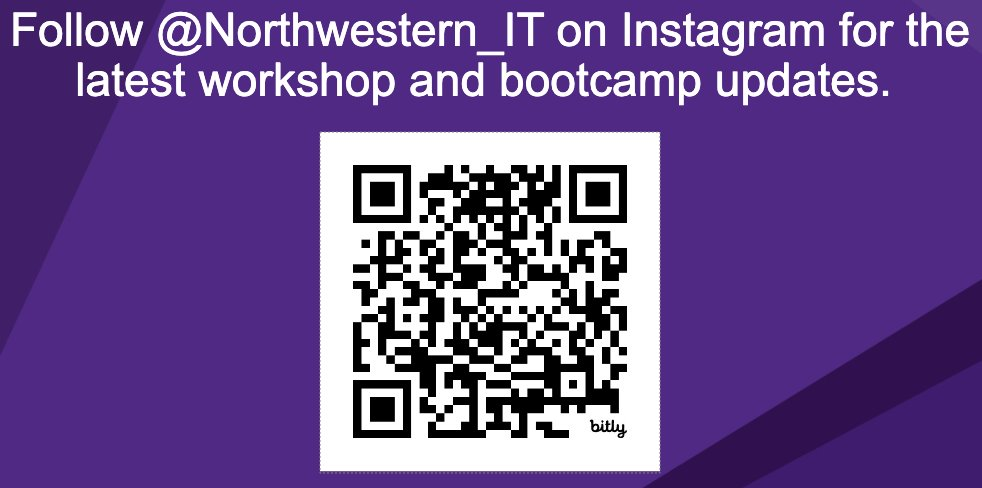 Follow @Northwestern_IT on Instagram for the
latest workshop and bootcamp updates.
bitly